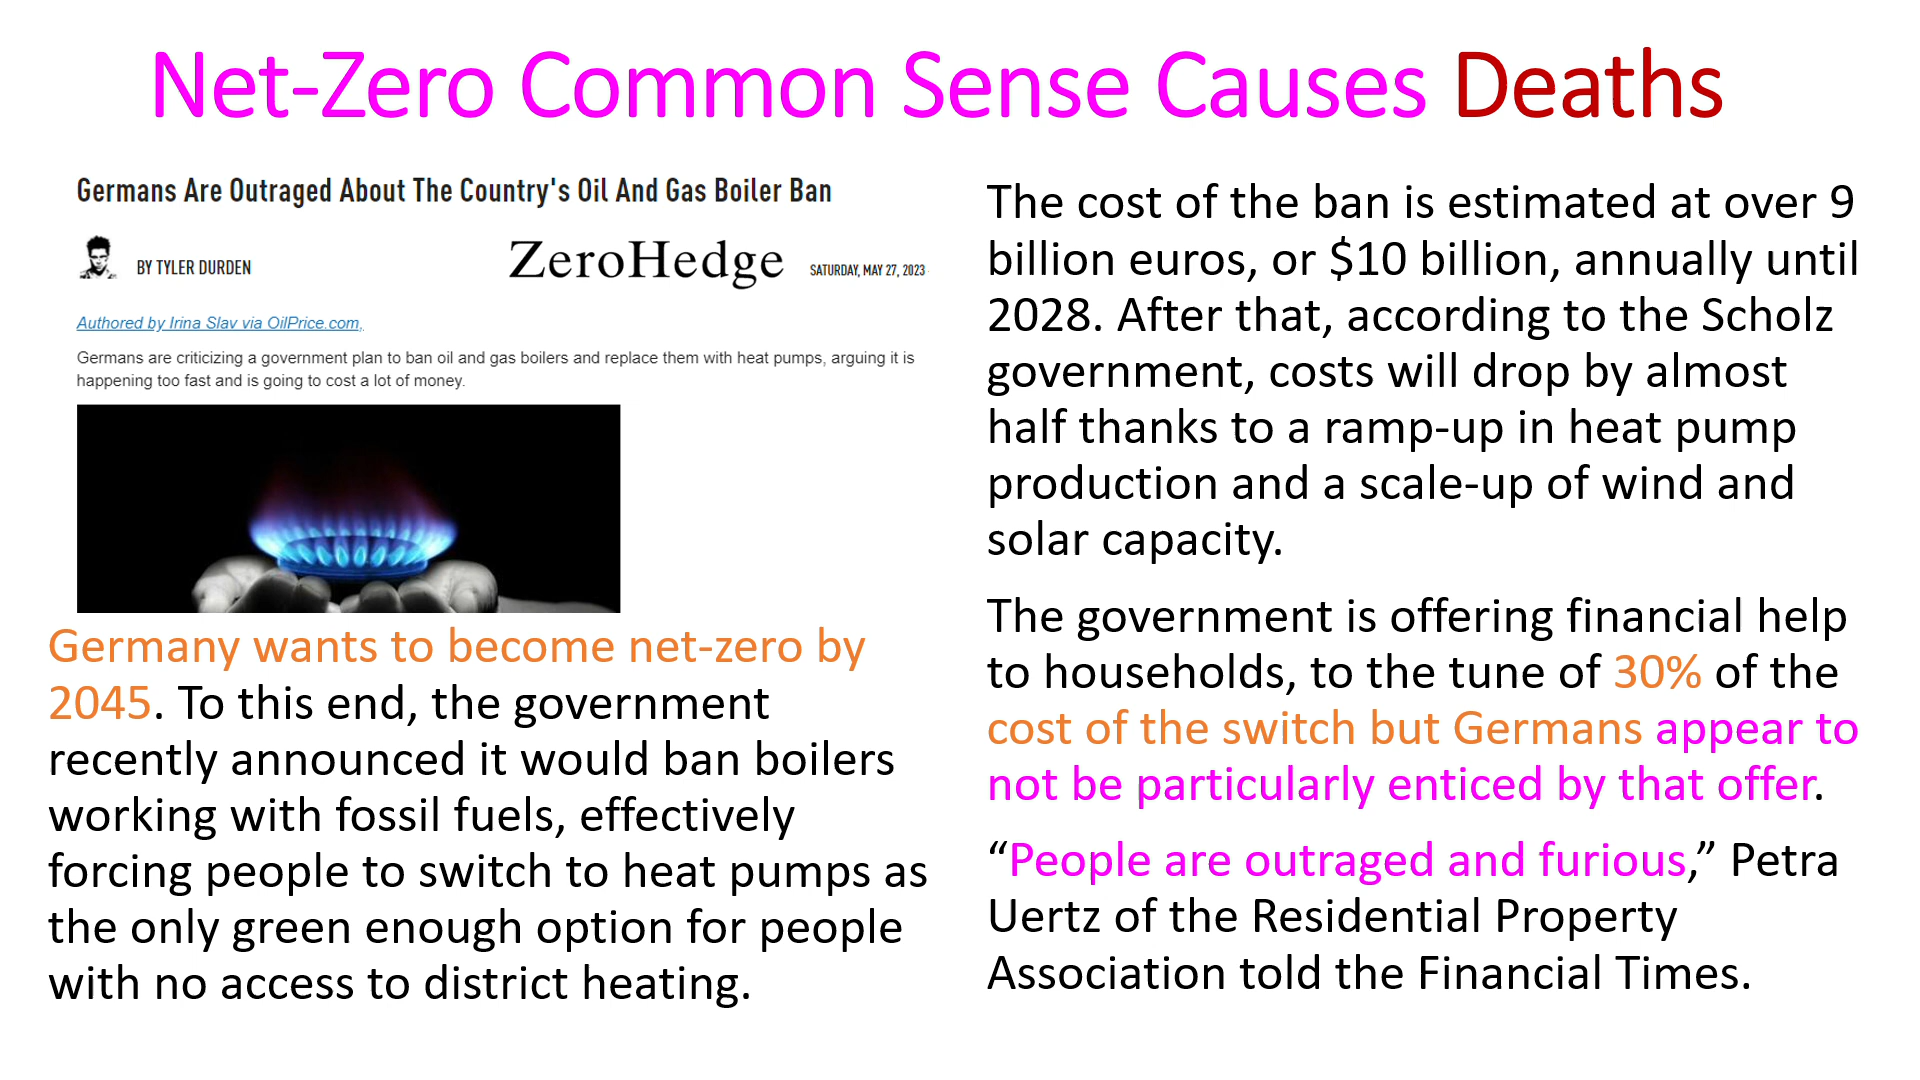 Net-Zero Common Sense Causes Deaths
Germans Are Outraged About The Country's Oil And Gas Boiler Ban
BY TYLER DURDEN
ZeroHedge
SATURDAY, MAY 27, 2023
Authored by Irina Slav via OilPrice.com,
Germans are criticizing a government plan to ban oil and gas boilers and replace them with heat pumps, arguing it is
happening too fast and is going to cost a lot of money.
Germany wants to become net-zero by
2045. To this end, the government
recently announced it would ban boilers
working with fossil fuels, effectively
forcing people to switch to heat pumps as
the only green enough option for people
with no access to district heating.
The cost of the ban is estimated at over 9
billion euros, or $10 billion, annually until
2028. After that, according to the Scholz
government, costs will drop by almost
half thanks to a ramp-up in heat pump
production and a scale-up of wind and
solar capacity.
The government is offering financial help
to households, to the tune of 30% of the
cost of the switch but Germans appear to
not be particularly enticed by that offer.
“People are outraged and furious,” Petra
Uertz of the Residential Property
Association told the Financial Times.